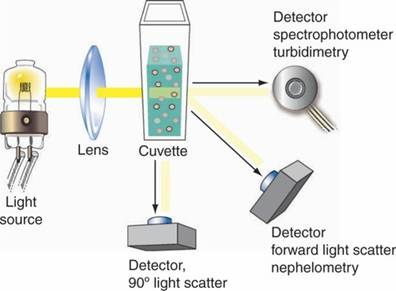 Detector
spectrophotometer
turbidimetry
Lens
Cuvette
Light
source
Detector,
90° light scatter
Detector
forward light scatter
nephelometry